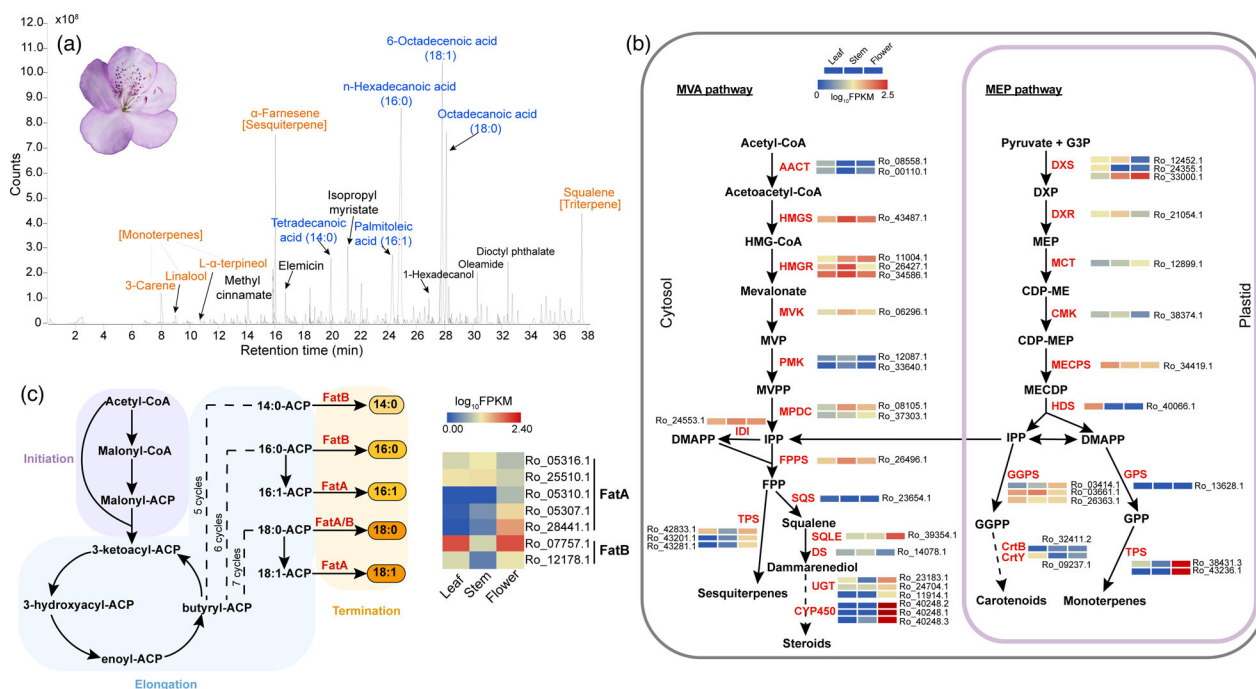 (a)
x10⁸
12.0
11.0
10.0
9.0
8.0
7.0
6.0
5.0
4.0
3.0
2.0
1.0
0
Counts
2 4 6 8 10 12 14 16 18 20 22 24 26 28 30 32 34 36 38
Retention time (min)
6-Octadecenoic acid
(18:1)
n-Hexadecanoic acid
(16:0)
Octadecanoic acid
(18:0)
α-Farnesene
[Sesquiterpene]
Squalene
[Triterpene]
Isopropyl
myristate
Tetradecanoic
acid (14:0)
Palmitoleic
acid (16:1)
[Monoterpenes]
Linalool
L-α-terpineol
3-Carene
Methyl
cinnamate
Elemicin
1-Hexadecanol
Oleamide
Dioctyl phthalate
(b)
Leaf
Stem
Flower
0 2.5
log₁₀FPKM
Cytosol
MVA pathway
Acetyl-CoA
AACT
Ro_08558.1
Ro_00110.1
Acetoacetyl-CoA
HMGS
Ro_43487.1
HMG-CoA
HMGR
Ro_11004.1
Ro_26427.1
Ro_34586.1
Mevalonate
MVK
Ro_06296.1
MVP
PMK
Ro_12087.1
Ro_33640.1
MVPP
MPDC
Ro_08105.1
Ro_37303.1
Ro_24553.1
IDI
DMAPP
IPP
FPPS
Ro_26496.1
FPP
SQS
Ro_23654.1
TPS
Ro_42833.1
Ro_43201.1
Ro_43281.1
Squalene
SQLE
Ro_39354.1
DS
Ro_14078.1
Dammarenediol
UGT
Ro_23183.1
Ro_24704.1
Ro_11914.1
CYP450
Ro_40248.2
Ro_40248.1
Ro_40248.3
Sesquiterpenes
Steroids
Plastid
MEP pathway
Pyruvate + G3P
DXS
Ro_12452.1
Ro_24355.1
Ro_33000.1
DXP
DXR
Ro_21054.1
MEP
MCT
Ro_12899.1
CDP-ME
CMK
Ro_38374.1
CDP-MEP
MECPS
Ro_34419.1
MECDP
HDS
Ro_40066.1
IPP
DMAPP
GGPS
Ro_03414.1
Ro_03661.1
Ro_26363.1
GPS
Ro_13628.1
GGPP
GPP
CrtB
CrtY
Ro_32411.2
Ro_09237.1
TPS
Ro_38431.3
Ro_43236.1
Carotenoids
Monoterpenes
(c)
Acetyl-CoA
Malonyl-CoA
Malonyl-ACP
Initiation
3-ketoacyl-ACP
3-hydroxyacyl-ACP
enoyl-ACP
butyryl-ACP
Elongation
5 cycles
6 cycles
7 cycles
14:0-ACP
FatB
14:0
16:0-ACP
FatB
16:0
16:1-ACP
FatA
16:1
18:0-ACP
FatA/B
18:0
18:1-ACP
FatA
18:1
Termination
log₁₀FPKM
0.00 2.40
Ro_05316.1
Ro_25510.1
Ro_05310.1
Ro_05307.1
Ro_28441.1
Ro_07757.1
Ro_12178.1
FatA
FatB
Leaf
Stem
Flower